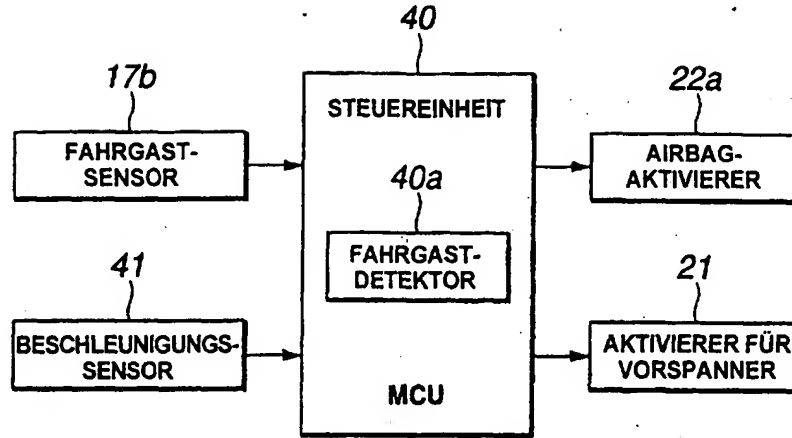 40
17b
22a
STEUEREINHEIT
FAHRGAST-
SENSOR
AIRBAG-
AKTIVIERER
40a
FAHRGAST-
DETEKTOR
41
21
BESCHLEUNIGUNGS-
SENSOR
AKTIVIERER FÜR
VORSPANNER
MCU